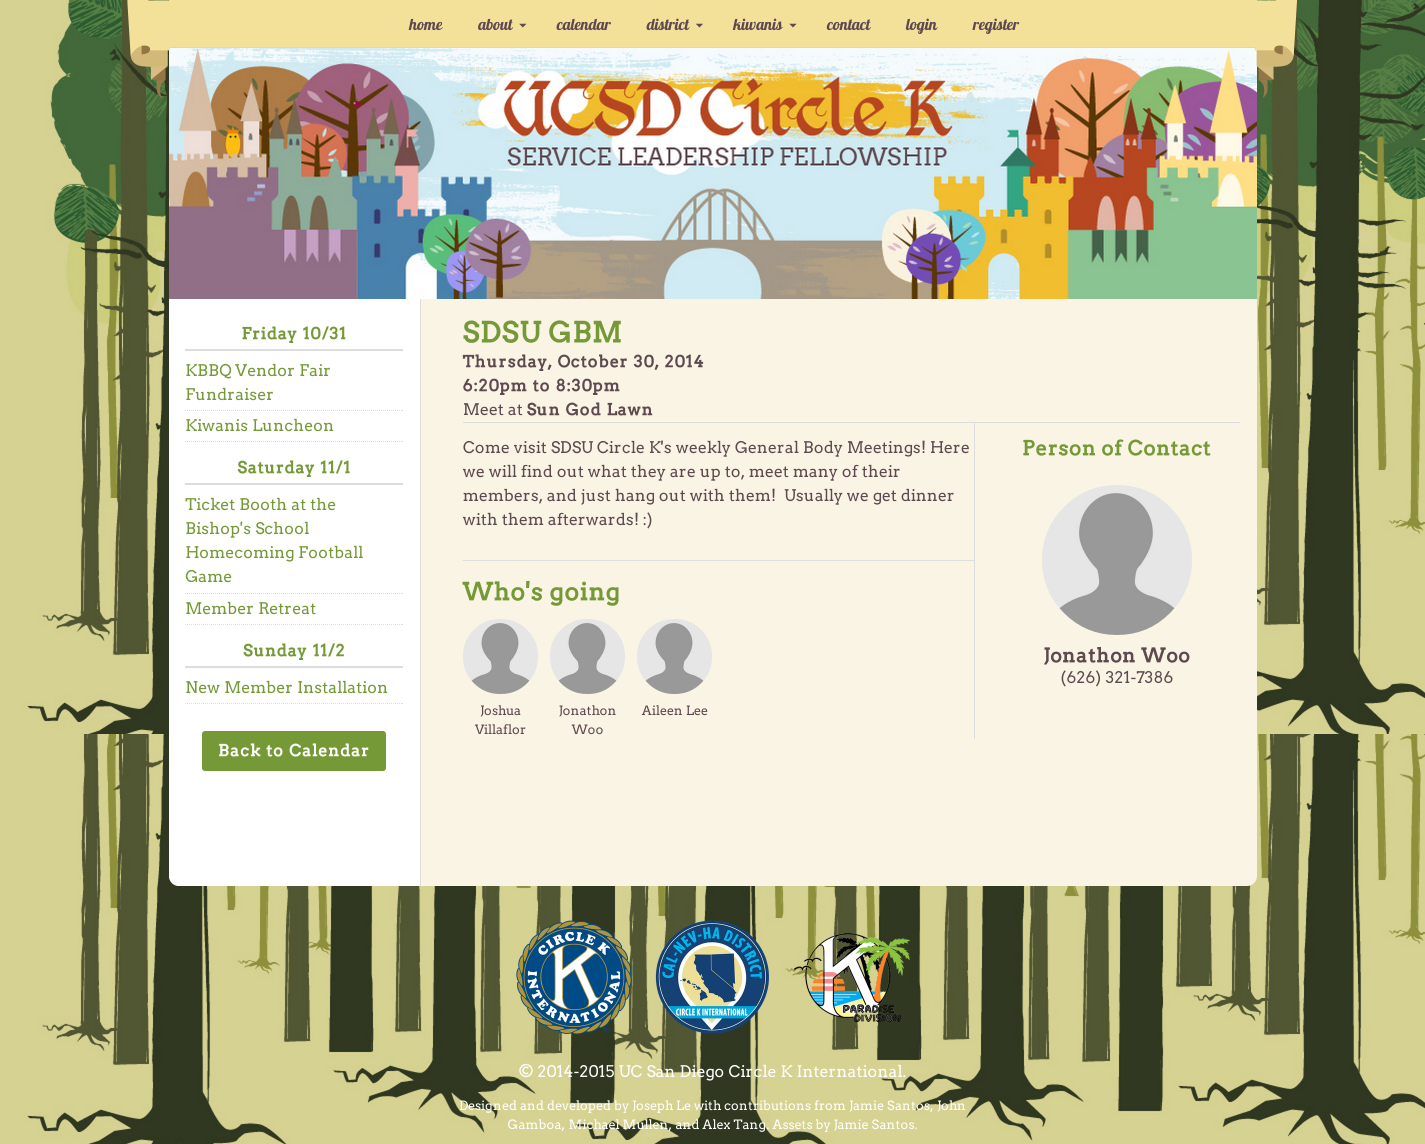 home about calendar district kiwanis contact login register
UCSD Circle K
SERVICE LEADERSHIP FELLOWSHIP
Friday 10/31
KBBQ Vendor Fair
Fundraiser
Kiwanis Luncheon
Saturday 11/1
Ticket Booth at the
Bishop's School
Homecoming Football
Game
Member Retreat
Sunday 11/2
New Member Installation
Back to Calendar
SDSU GBM
Thursday, October 30, 2014
6:20pm to 8:30pm
Meet at Sun God Lawn
Come visit SDSU Circle K's weekly General Body Meetings! Here
we will find out what they are up to, meet many of their
members, and just hang out with them!  Usually we get dinner
with them afterwards! :)
Who's going
Joshua
Villaflor
Jonathon
Woo
Aileen Lee
Person of Contact
Jonathon Woo
(626) 321-7386
CIRCLE K
K
INTERNATIONAL
CAL-NEV-HA DISTRICT
CIRCLE K INTERNATIONAL
K
PARADISE
DIVISION
© 2014-2015 UC San Diego Circle K International.
Designed and developed by Joseph Le with contributions from Jamie Santos, John
Gamboa, Michael Mullen, and Alex Tang. Assets by Jamie Santos.